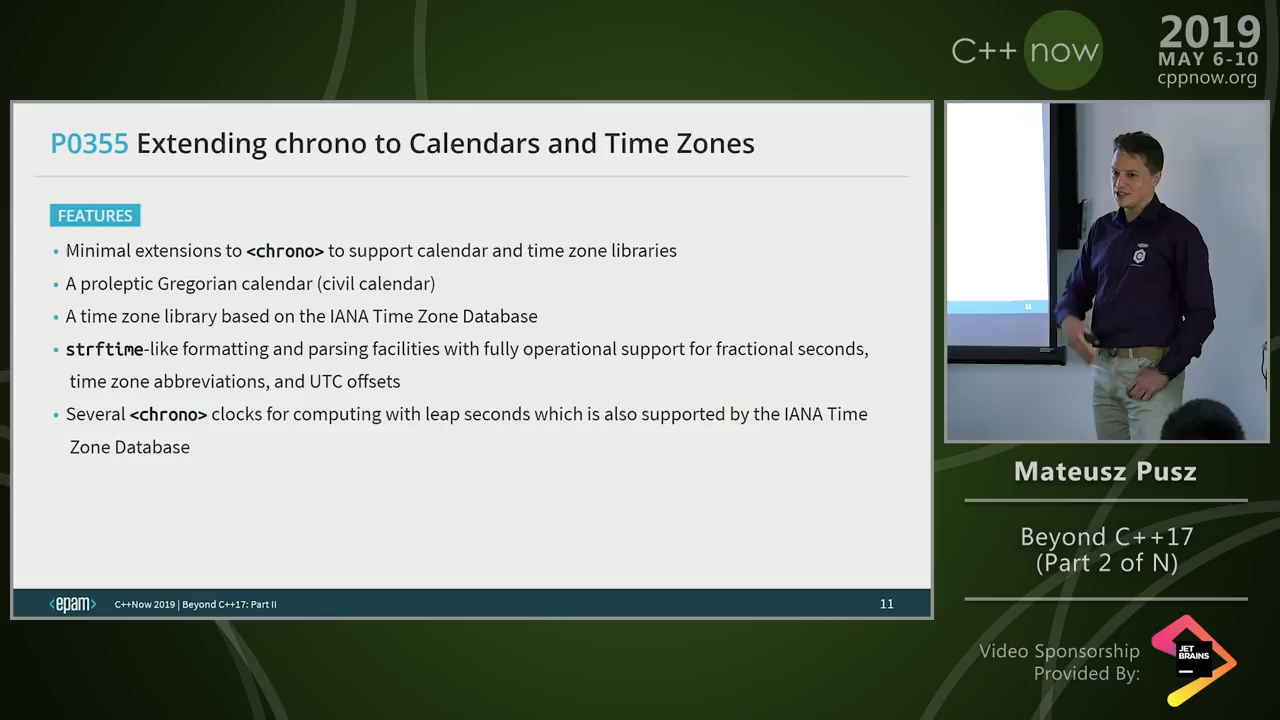 C++ now
2019
MAY 6-10
cppnow.org
P0355 Extending chrono to Calendars and Time Zones
FEATURES
• Minimal extensions to <chrono> to support calendar and time zone libraries
• A proleptic Gregorian calendar (civil calendar)
• A time zone library based on the IANA Time Zone Database
• strftime-like formatting and parsing facilities with fully operational support for fractional seconds,
time zone abbreviations, and UTC offsets
• Several <chrono> clocks for computing with leap seconds which is also supported by the IANA Time
Zone Database
<epam>
C++Now 2019 | Beyond C++17: Part II
11
11
Mateusz Pusz
Beyond C++17
(Part 2 of N)
Video Sponsorship
Provided By:
JET
BRAINS